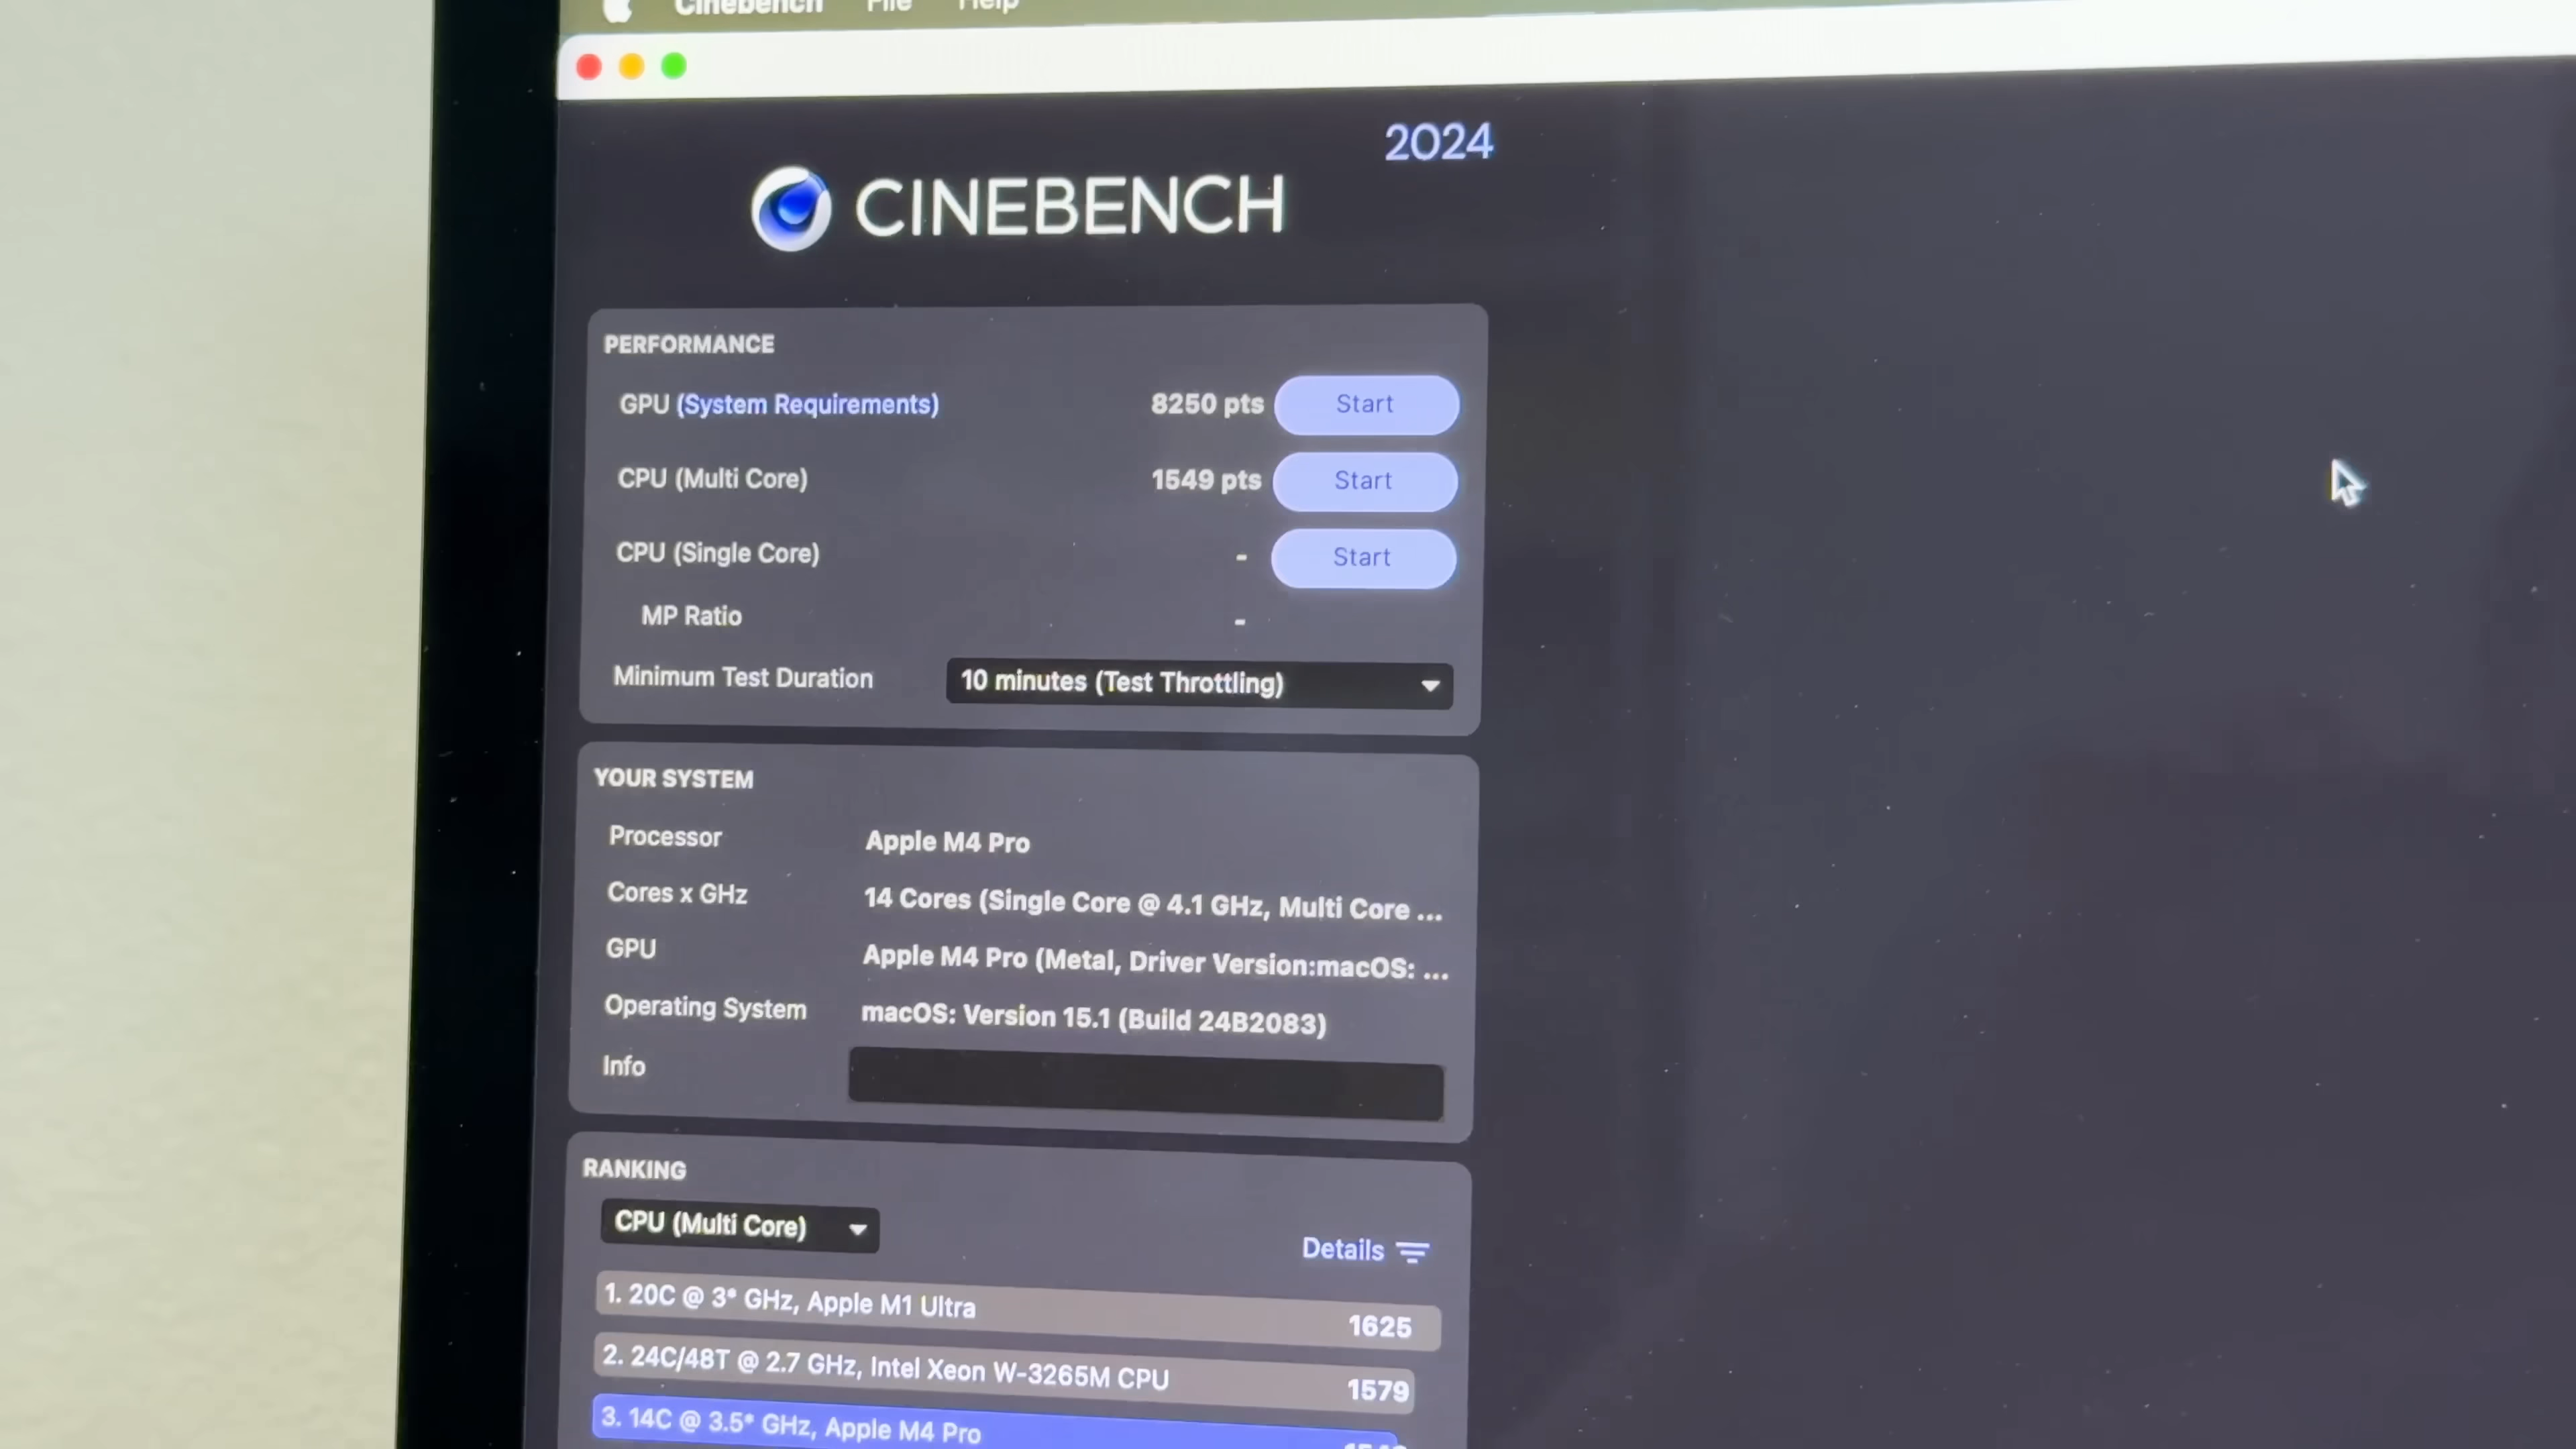 Cinebench File Help
2024
CINEBENCH
PERFORMANCE
GPU (System Requirements) 8250 pts Start
CPU (Multi Core) 1549 pts Start
CPU (Single Core) - Start
MP Ratio -
Minimum Test Duration 10 minutes (Test Throttling)
YOUR SYSTEM
Processor Apple M4 Pro
Cores x GHz 14 Cores (Single Core @ 4.1 GHz, Multi Core ...
GPU Apple M4 Pro (Metal, Driver Version:macOS: ...
Operating System macOS: Version 15.1 (Build 24B2083)
Info
RANKING
CPU (Multi Core)
Details
1. 20C @ 3* GHz, Apple M1 Ultra 1625
2. 24C/48T @ 2.7 GHz, Intel Xeon W-3265M CPU 1579
3. 14C @ 3.5* GHz, Apple M4 Pro